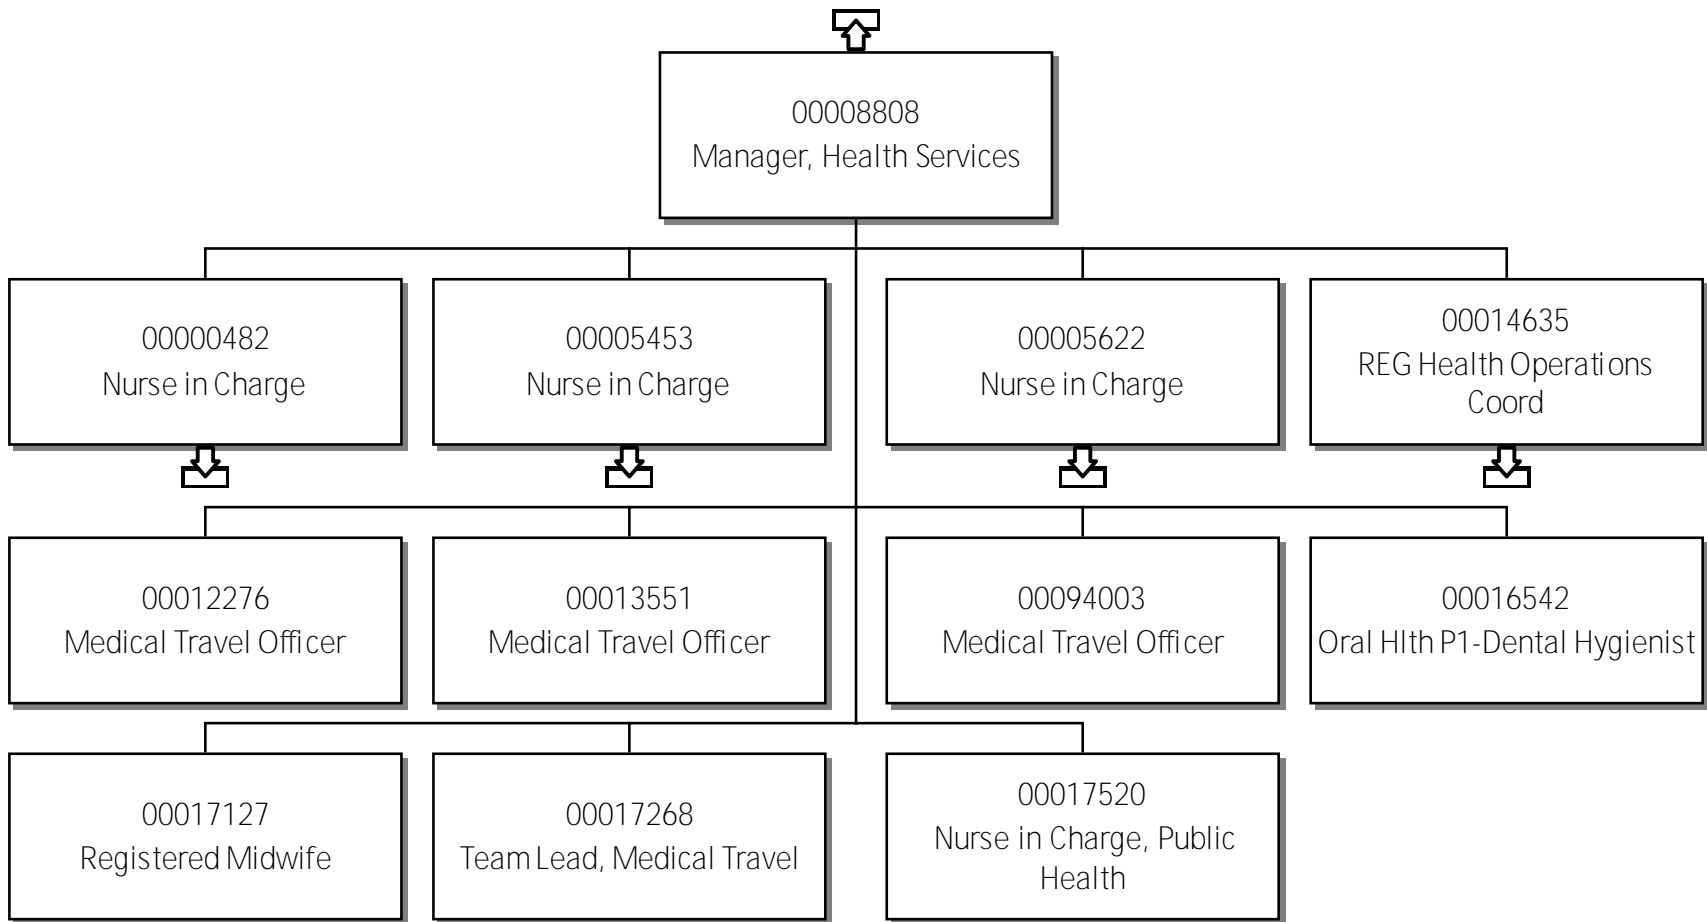 00008808
Manager, Health Services
00000482
Nurse in Charge
00005453
Nurse in Charge
00005622
Nurse in Charge
00014635
REG Health Operations
Coord
00012276
Medical Travel Officer
00013551
Medical Travel Officer
00094003
Medical Travel Officer
00016542
Oral Hlth P1-Dental Hygienist
00017127
Registered Midwife
00017268
Team Lead, Medical Travel
00017520
Nurse in Charge, Public
Health